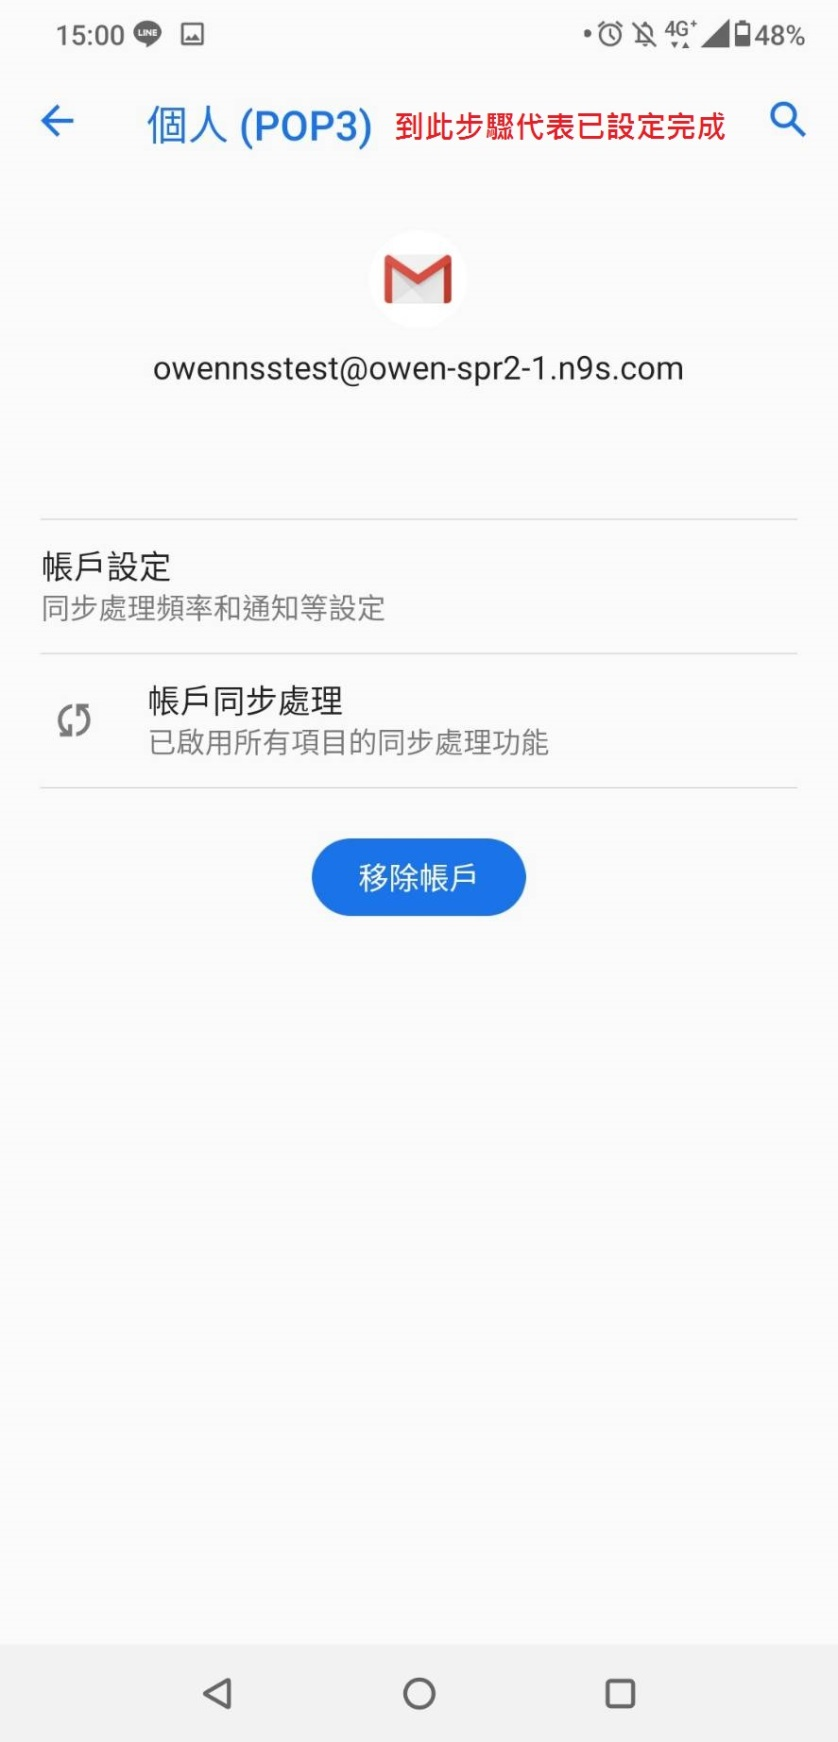 15:00 LINE 4G+ 48%
個人 (POP3) 到此步驟代表已設定完成
owennsstest@owen-spr2-1.n9s.com
帳戶設定
同步處理頻率和通知等設定
帳戶同步處理
已啟用所有項目的同步處理功能
移除帳戶